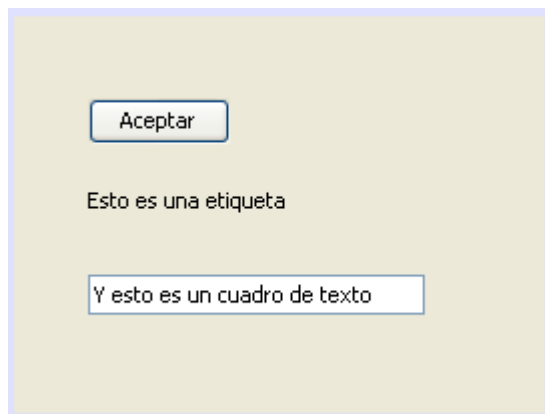 Aceptar
Esto es una etiqueta
Y esto es un cuadro de texto